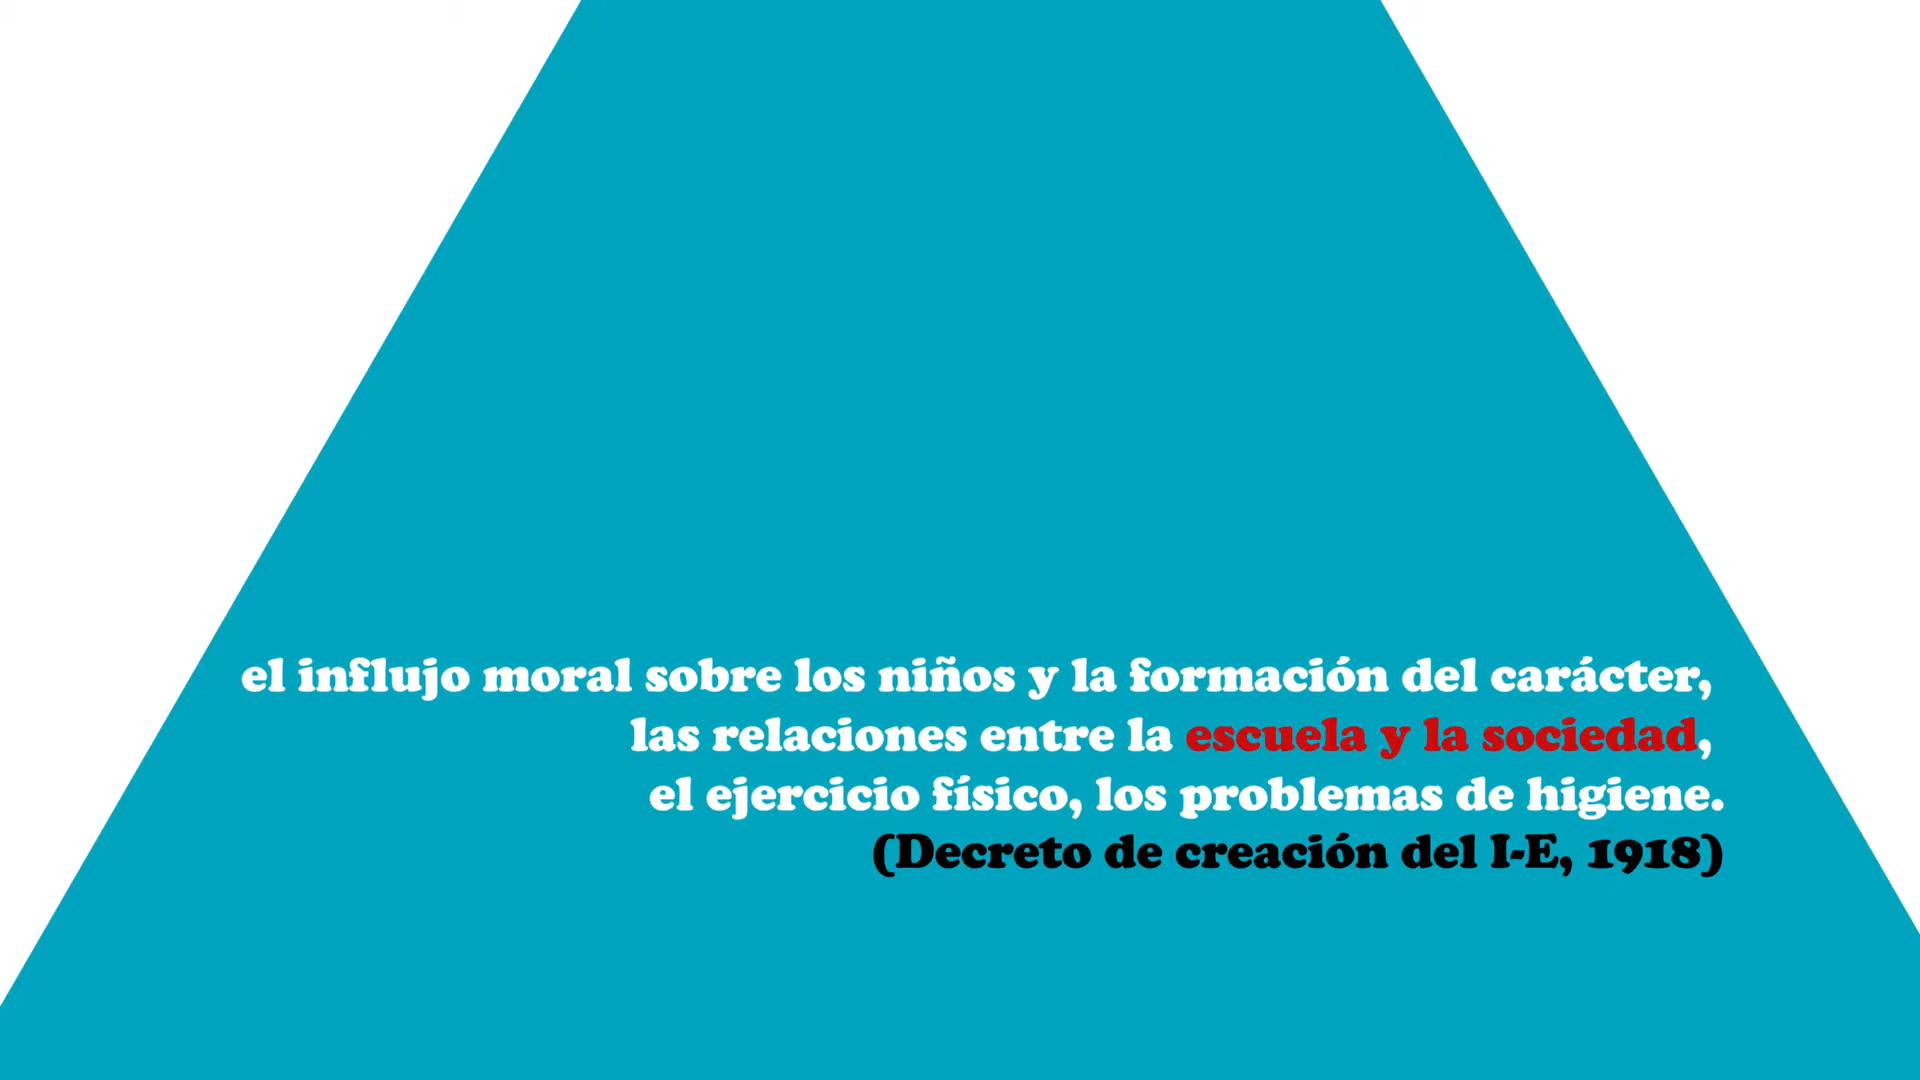 el influjo moral sobre los niños y la formación del carácter,
las relaciones entre la escuela y la sociedad,
el ejercicio físico, los problemas de higiene.
(Decreto de creación del I-E, 1918)